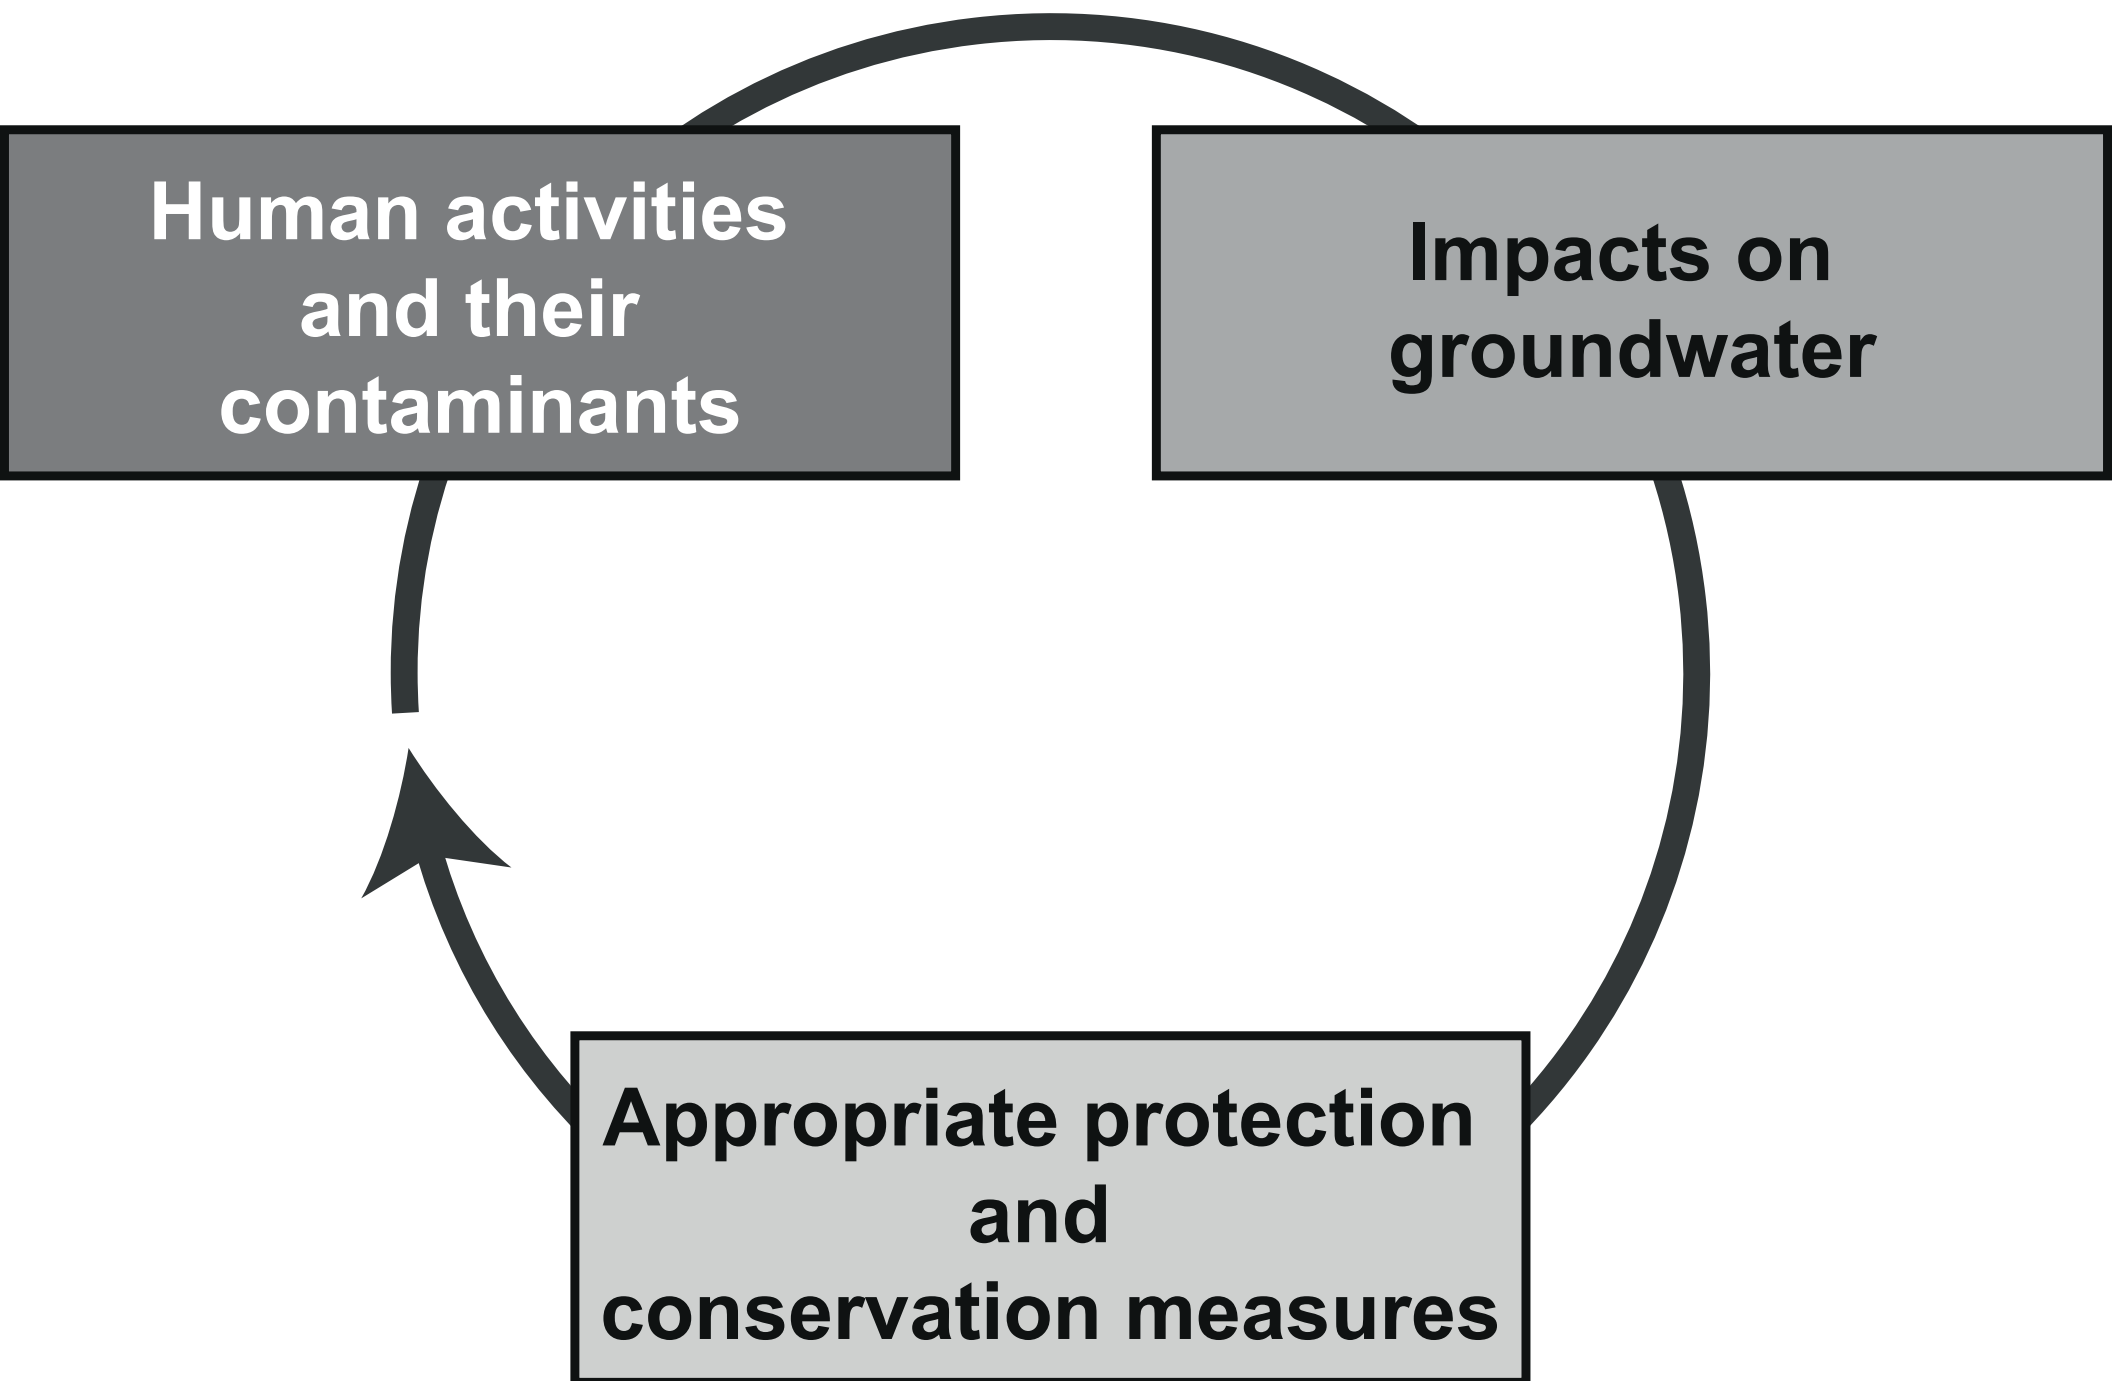 Human activities
and their
contaminants
Impacts on
groundwater
Appropriate protection
and
conservation measures